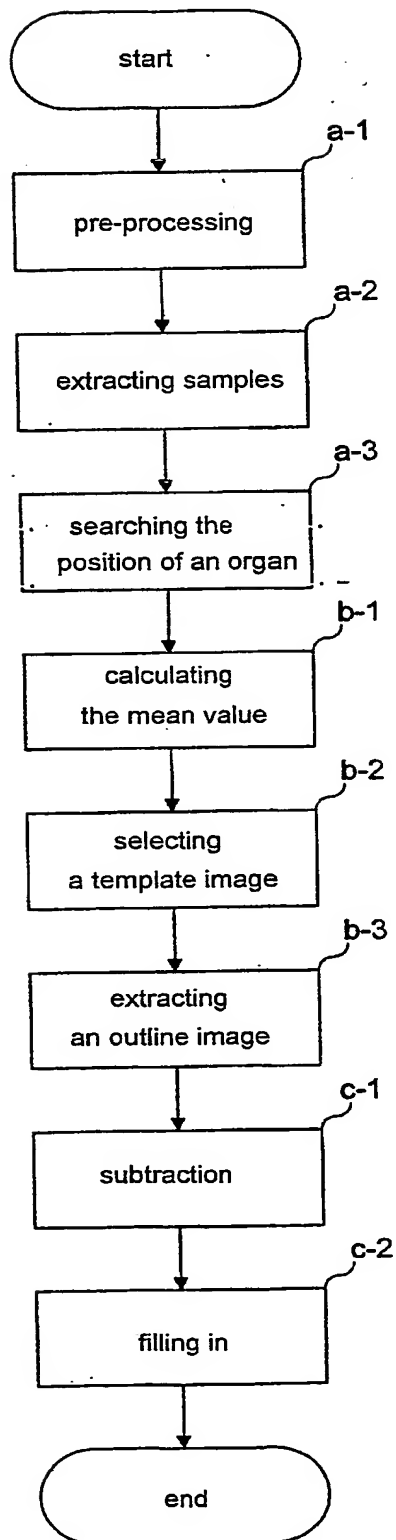 start
a-1
pre-processing
a-2
extracting samples
a-3
searching the
position of an organ
b-1
calculating
the mean value
b-2
selecting
a template image
b-3
extracting
an outline image
c-1
subtraction
c-2
filling in
end